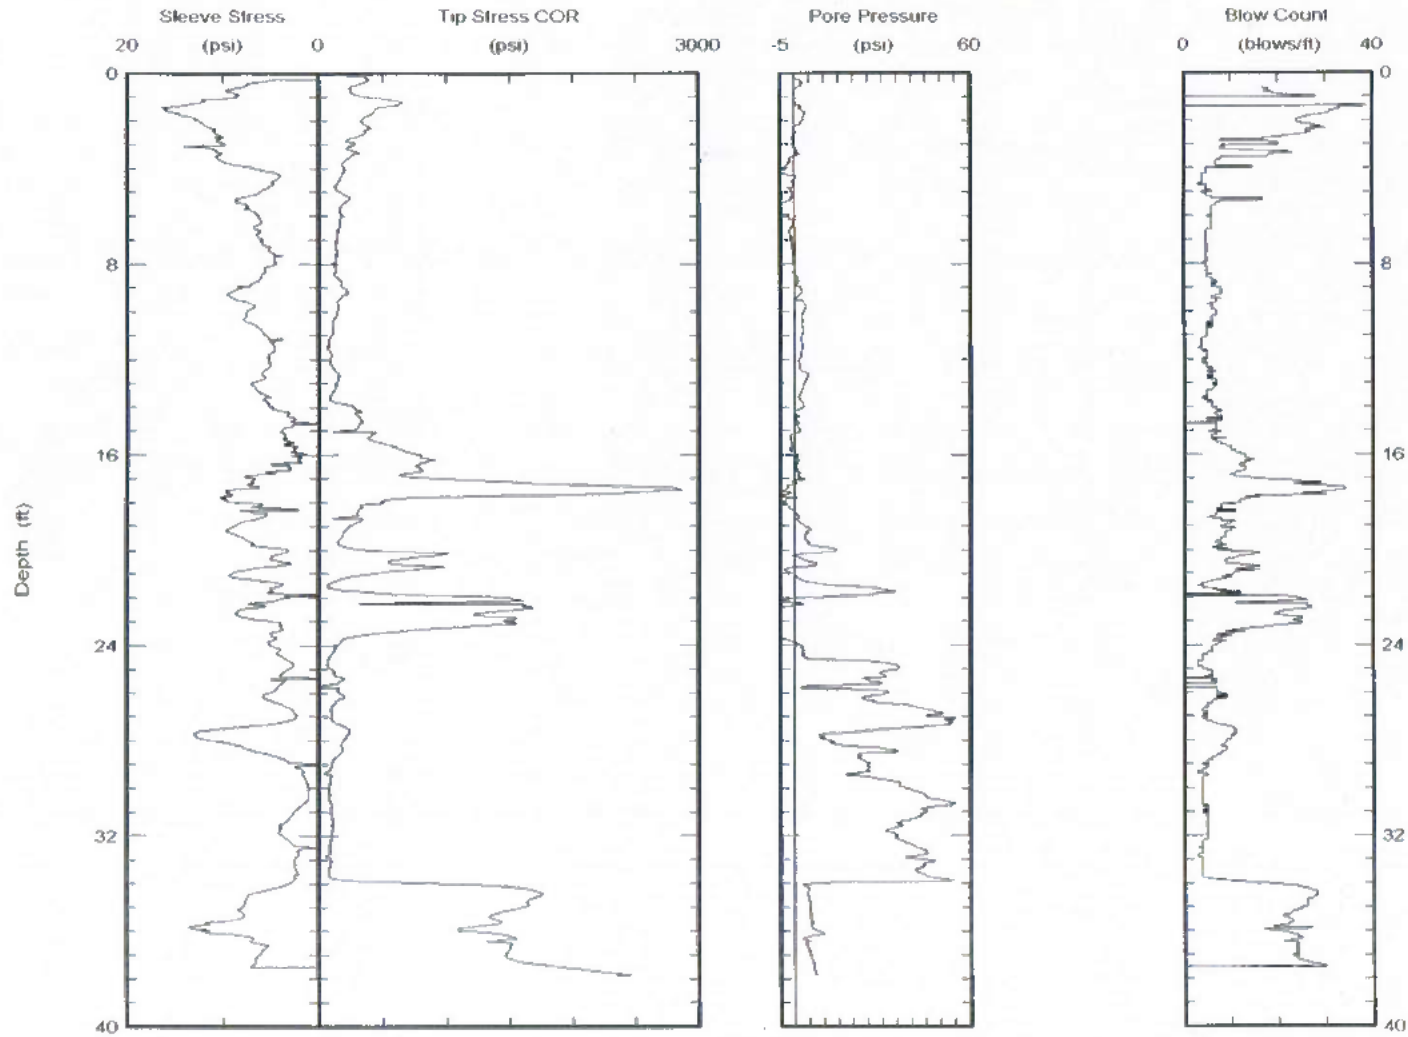 Sleeve Stress Tip Stress COR Pore Pressure Blow Count
(psi) (psi) (psi) (blows/ft)
20 0 3000 -5 60 0 40
0 0
8 8
16 16
Depth (ft)
24 24
32 32
40 40